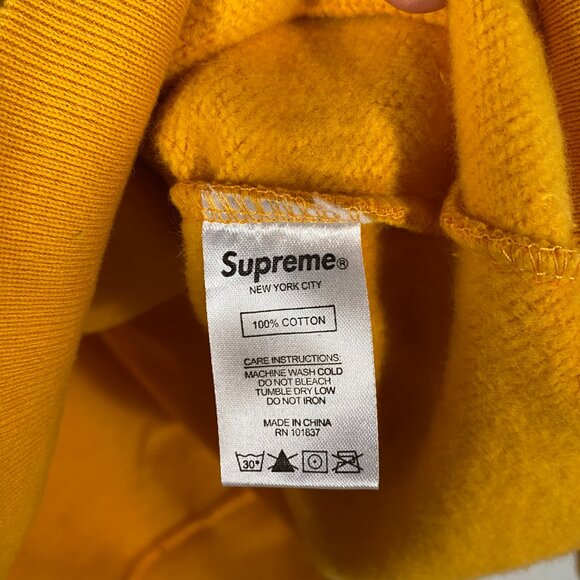 Supreme®
NEW YORK CITY
100% COTTON
CARE INSTRUCTIONS:
MACHINE WASH COLD
DO NOT BLEACH
TUMBLE DRY LOW
DO NOT IRON
MADE IN CHINA
RN 101837
30°